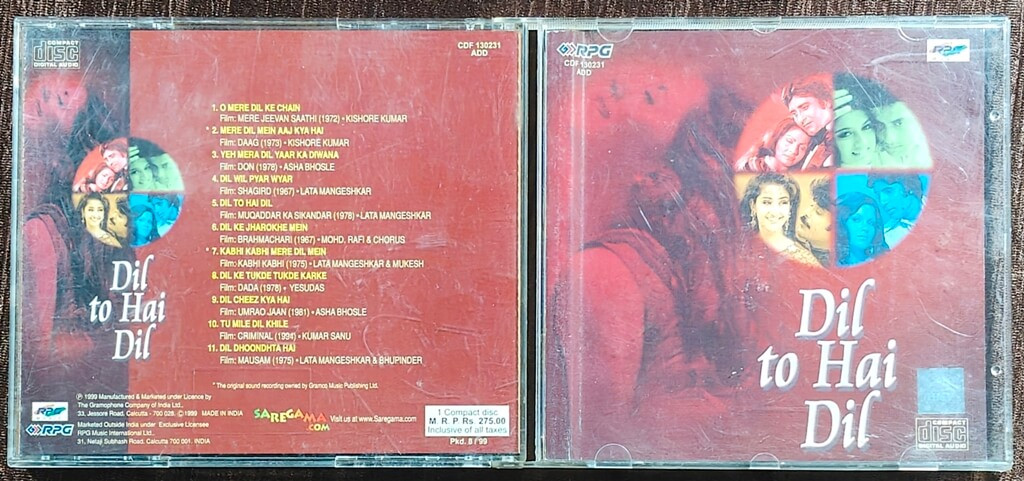 COMPACT
disc
DIGITAL AUDIO
CDF 130231
ADD
1. O MERE DIL KE CHAIN
Film: MERE JEEVAN SAATHI (1972) • KISHORE KUMAR
* 2. MERE DIL MEIN AAJ KYA HAI
Film: DAAG (1973) • KISHORE KUMAR
3. YEH MERA DIL YAAR KA DIWANA
Film: DON (1978) • ASHA BHOSLE
4. DIL WIL PYAR WYAR
Film: SHAGIRD (1967) • LATA MANGESHKAR
5. DIL TO HAI DIL
Film: MUQADDAR KA SIKANDAR (1978) • LATA MANGESHKAR
6. DIL KE JHAROKHE MEIN
Film: BRAHMACHARI (1967) • MOHD. RAFI & CHORUS
* 7. KABHI KABHI MERE DIL MEIN
Film: KABHI KABHI (1975) • LATA MANGESHKAR & MUKESH
8. DIL KE TUKDE TUKDE KARKE
Film: DADA (1978) • YESUDAS
9. DIL CHEEZ KYA HAI
Film: UMRAO JAAN (1981) • ASHA BHOSLE
10. TU MILE DIL KHILE
Film: CRIMINAL (1994) • KUMAR SANU
11. DIL DHOONDHTA HAI
Film: MAUSAM (1975) • LATA MANGESHKAR & BHUPINDER
Dil
to Hai
Dil
* The original sound recording owned by Gramco Music Publishing Ltd.
℗ 1999 Manufactured & Marketed under Licence by
The Gramophone Company of India Ltd.
33, Jessore Road, Calcutta - 700 028. © 1999 MADE IN INDIA
Marketed Outside India under Exclusive Licensee
RPG Music International Ltd.,
31, Netaji Subhash Road, Calcutta 700 001. INDIA
RPG
SAREGAMA
.COM
Visit us at www.Saregama.com
1 Compact disc
M. R. P. Rs. 275.00
Inclusive of all taxes
Pkd. 8 / 99
RPG
CDF 130231
ADD
Dil
to Hai
Dil
COMPACT
disc
DIGITAL AUDIO